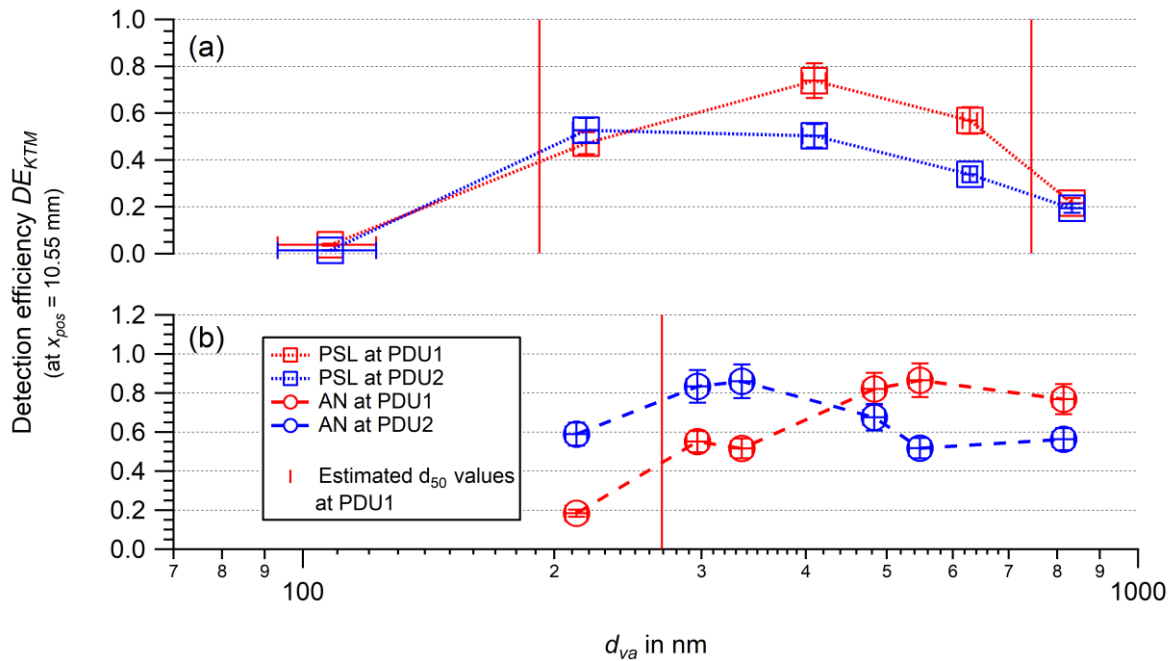 Detection efficiency DE_KTM
(at x_pos = 10.55 mm)
(a)
1.0
0.8
0.6
0.4
0.2
0.0
(b)
1.2
1.0
0.8
0.6
0.4
0.2
0.0
PSL at PDU1
PSL at PDU2
AN at PDU1
AN at PDU2
Estimated d50 values
at PDU1
7 8 9 2 3 4 5 6 7 8 9
100 1000
d_va in nm